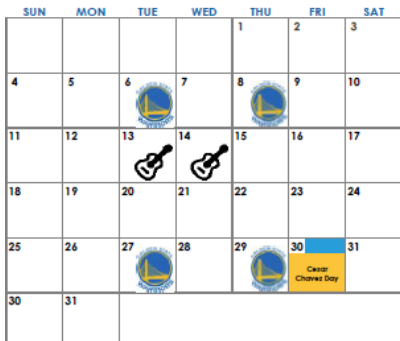 SUN MON TUE WED THU FRI SAT
1 2 3
4 5 6 7 8 9 10
11 12 13 14 15 16 17
18 19 20 21 22 23 24
25 26 27 28 29 30 31
Cesar
Chavez Day
30 31